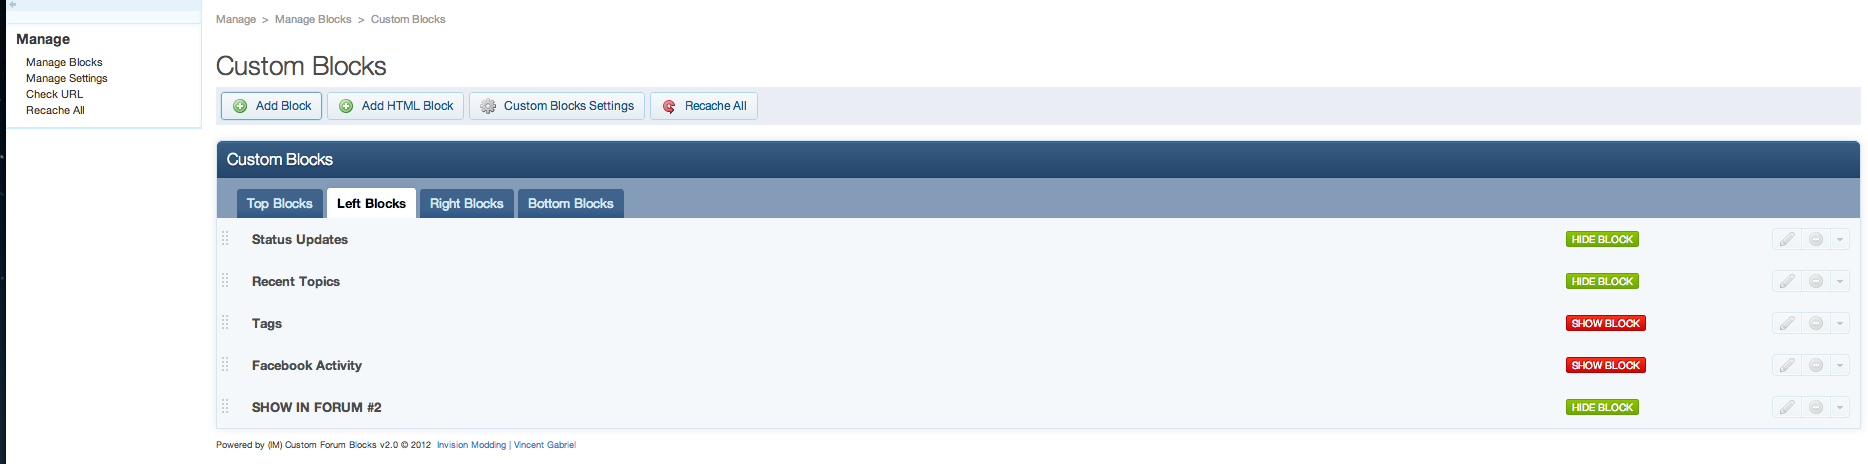 Manage > Manage Blocks > Custom Blocks
Manage
Manage Blocks
Manage Settings
Check URL
Recache All
Custom Blocks
Add Block
Add HTML Block
Custom Blocks Settings
Recache All
Custom Blocks
Top Blocks
Left Blocks
Right Blocks
Bottom Blocks
Status Updates
HIDE BLOCK
Recent Topics
HIDE BLOCK
Tags
SHOW BLOCK
Facebook Activity
SHOW BLOCK
SHOW IN FORUM #2
HIDE BLOCK
Powered by (IM) Custom Forum Blocks v2.0 © 2012 Invision Modding | Vincent Gabriel